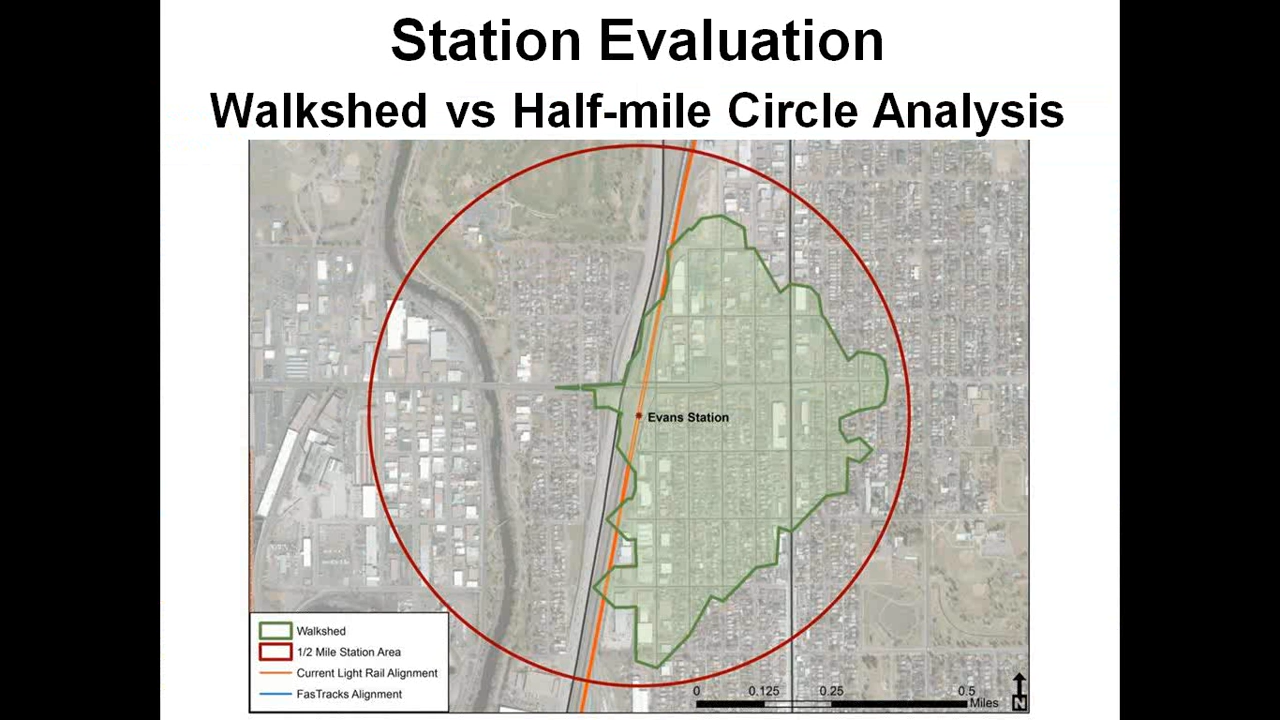 Station Evaluation
Walkshed vs Half-mile Circle Analysis
Evans Station
Walkshed
1/2 Mile Station Area
Current Light Rail Alignment
FasTracks Alignment
0 0.125 0.25 0.5
Miles
N